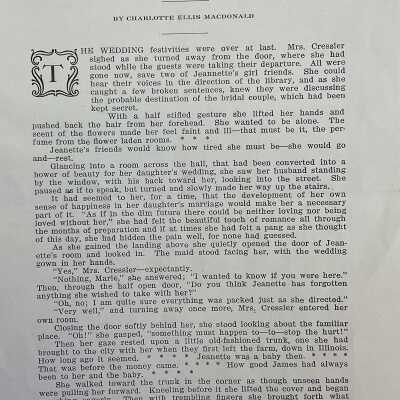 BY CHARLOTTE ELLIS MACDONALD
THE WEDDING festivities were over at last. Mrs. Cressler
sighed as she turned away from the door, where she had
stood while the guests were taking their departure. All were
gone now, save two of Jeannette's girl friends. She could
hear their voices in the direction of the library, and as she
caught a few broken sentences, knew they were discussing
the probable destination of the bridal couple, which had been
kept secret.
With a half stifled gesture she lifted her hands and
pushed back the hair from her forehead. She wanted to be alone. The
scent of the flowers made her feel faint and ill—that must be it, the per-
fume from the flower laden rooms. * * *
Jeanette's friends would know how tired she must be—she would go
and—rest.
Glancing into a room across the hall, that had been converted into a
bower of beauty for her daughter's wedding, she saw her husband standing
by the window, with his back toward her, looking into the street. She
paused as if to speak, but turned and slowly made her way up the stairs.
It had seemed to her, for a time, that the development of her own
sense of happiness in her daughter's marriage would make her a necessary
part of it. "As if in the dim future there could be neither loving nor being
loved without her," she had felt the beautiful touch of romance all through
the months of preparation and if at times she had felt a pang as she thought
of this day, she had hidden the pain well, for none had guessed.
As she gained the landing above she quietly opened the door of Jean-
ette's room and looked in. The maid stood facing her, with the wedding
gown in her hands.
"Yes," Mrs. Cressler—expectantly.
"Nothing, Marie," she answered; "I wanted to know if you were here."
Then, through the half open door, "Do you think Jeanette has forgotten
anything she wished to take with her?"
"Oh, no; I am quite sure everything was packed just as she directed."
"Very well," and turning away once more, Mrs. Cressler entered her
own room.
Closing the door softly behind her, she stood looking about the familiar
place. "Oh!" she gasped, "something must happen to—to—stop the hurt!"
Then her gaze rested upon a little old-fashioned trunk, one she had
brought to the city with her when they first left the farm, down in Illinois.
How long ago it seemed. * * * * * Jeanette was a baby then. * * * *
That was before the money came. * * * * * How good James had always
been to her and the baby. * * * *
She walked toward the trunk in the corner as though unseen hands
were pulling her forward. Kneeling before it she lifted the cover and began
With trembling fingers she brought forth what